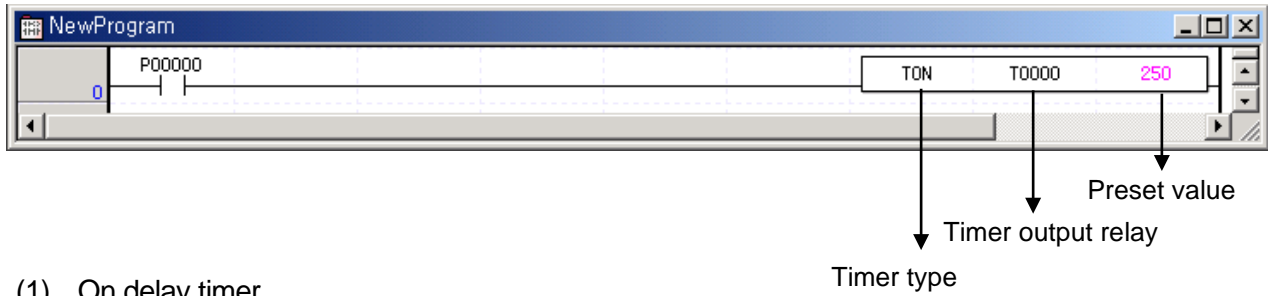 NewProgram
P00000
TON T0000 250
0
Preset value
Timer output relay
Timer type
(1) On delay timer